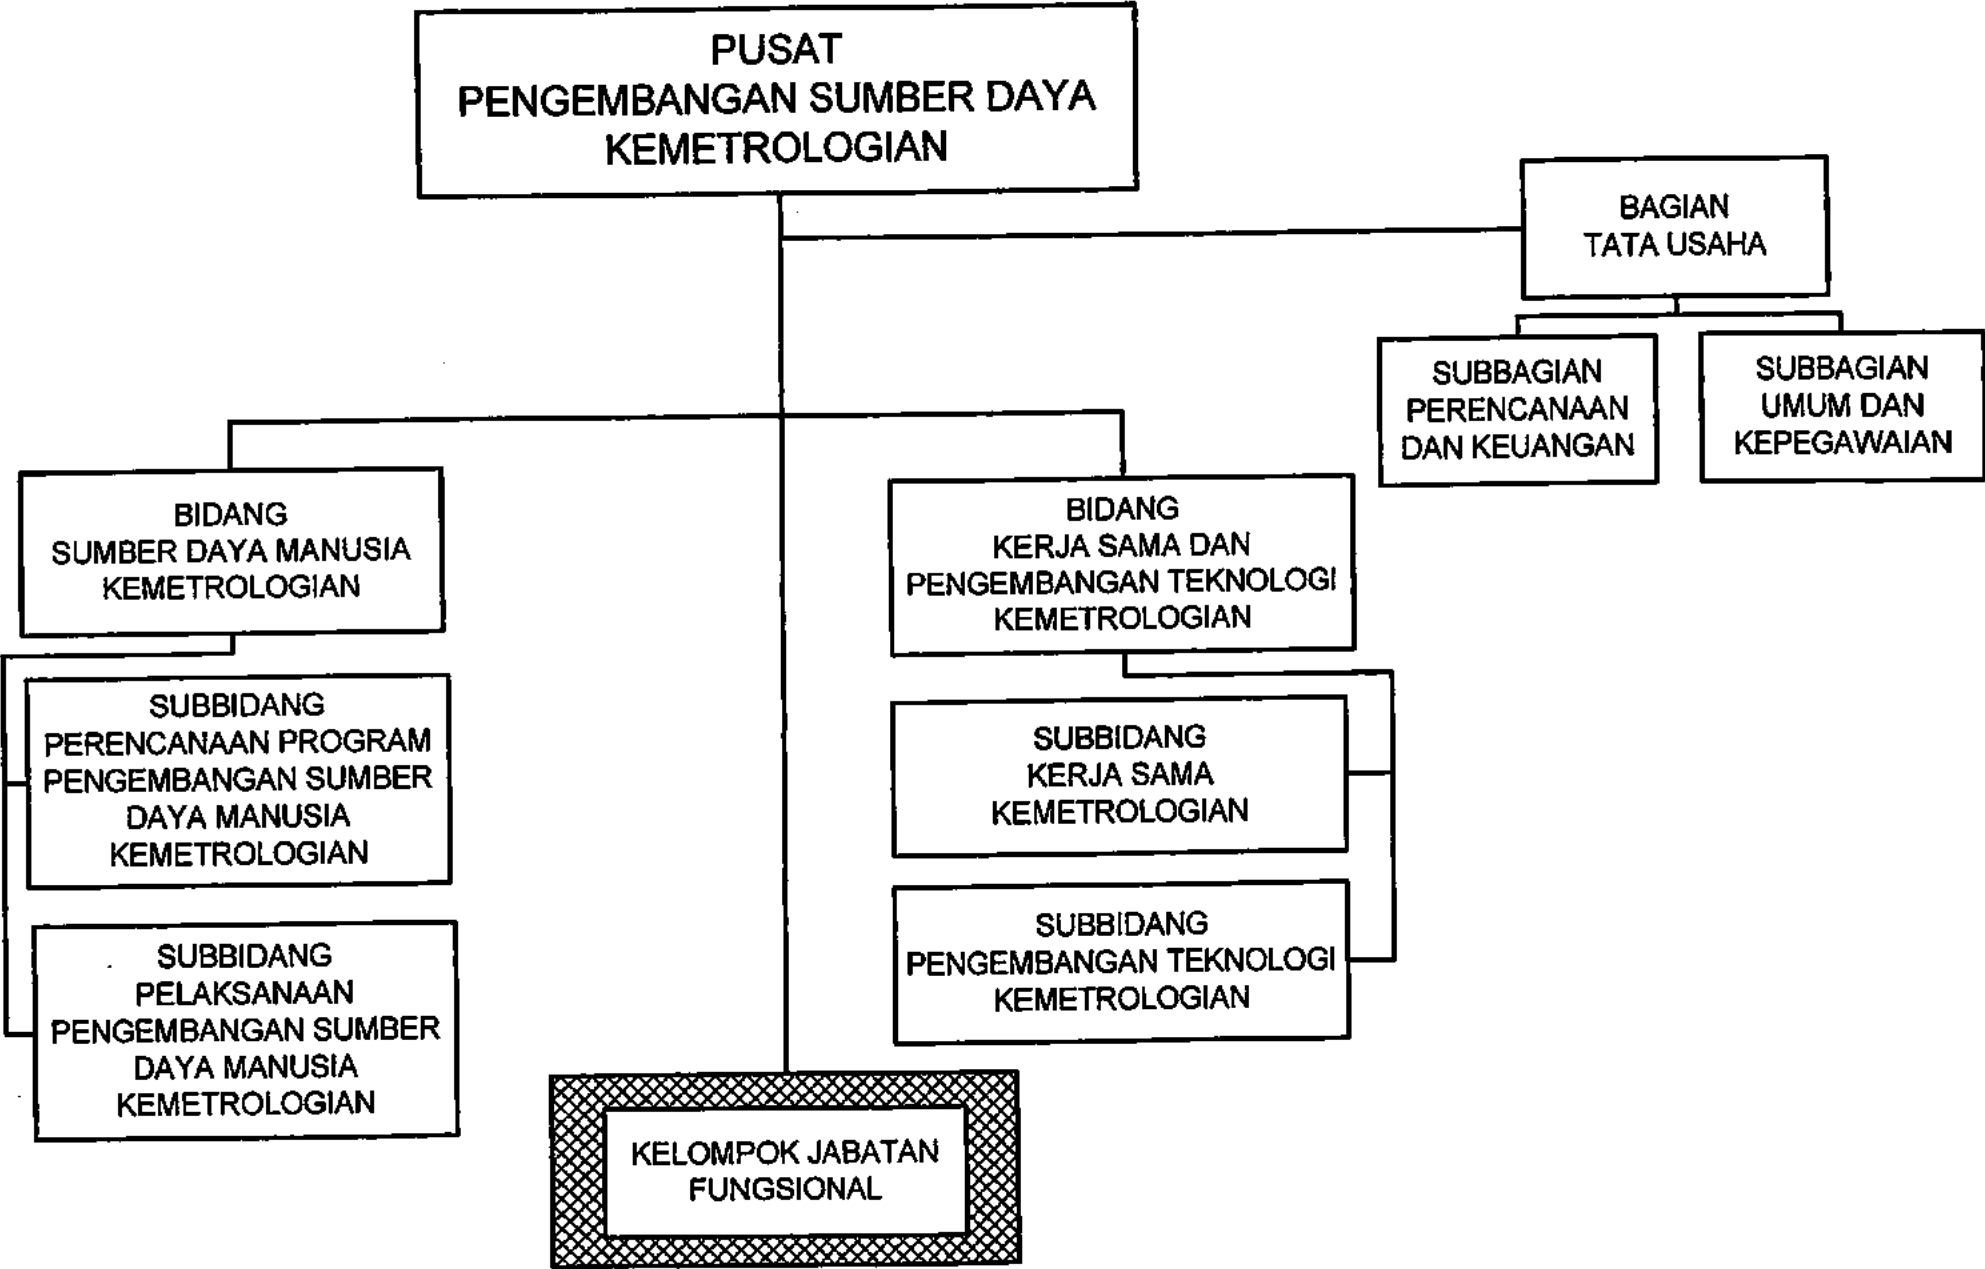 PUSAT
PENGEMBANGAN SUMBER DAYA
KEMETROLOGIAN
BAGIAN
TATA USAHA
SUBBAGIAN
PERENCANAAN
DAN KEUANGAN
SUBBAGIAN
UMUM DAN
KEPEGAWAIAN
BIDANG
SUMBER DAYA MANUSIA
KEMETROLOGIAN
SUBBIDANG
PERENCANAAN PROGRAM
PENGEMBANGAN SUMBER
DAYA MANUSIA
KEMETROLOGIAN
SUBBIDANG
PELAKSANAAN
PENGEMBANGAN SUMBER
DAYA MANUSIA
KEMETROLOGIAN
BIDANG
KERJA SAMA DAN
PENGEMBANGAN TEKNOLOGI
KEMETROLOGIAN
SUBBIDANG
KERJA SAMA
KEMETROLOGIAN
SUBBIDANG
PENGEMBANGAN TEKNOLOGI
KEMETROLOGIAN
KELOMPOK JABATAN
FUNGSIONAL